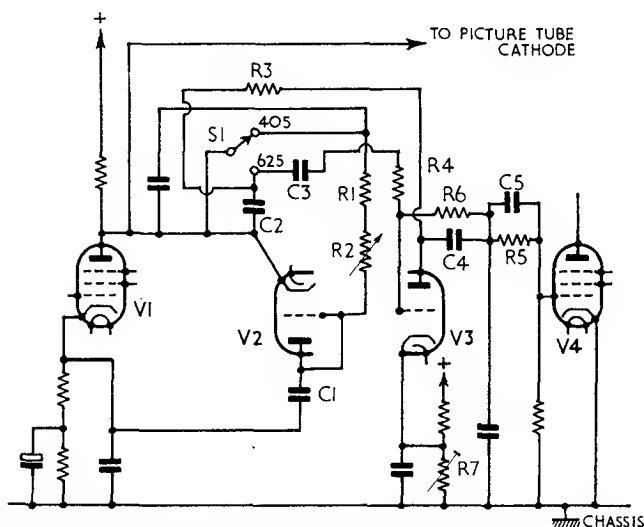 +
TO PICTURE TUBE
CATHODE
R3
S1
405
625
C3
R4
C5
R1
R6
C2
R2
C4
R5
V1
V2
V3
V4
+
C1
R7
CHASSIS